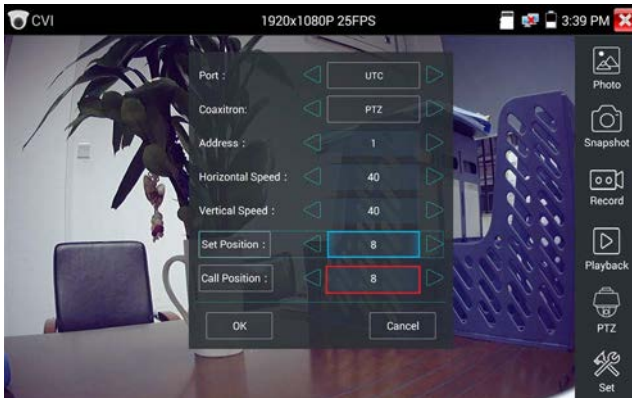 CVI 1920x1080P 25FPS 3:39 PM
Port : UTC
Coaxitron: PTZ
Address : 1
Horizontal Speed : 40
Vertical Speed : 40
Set Position : 8
Call Position : 8
OK Cancel
Photo
Snapshot
Record
Playback
PTZ
Set